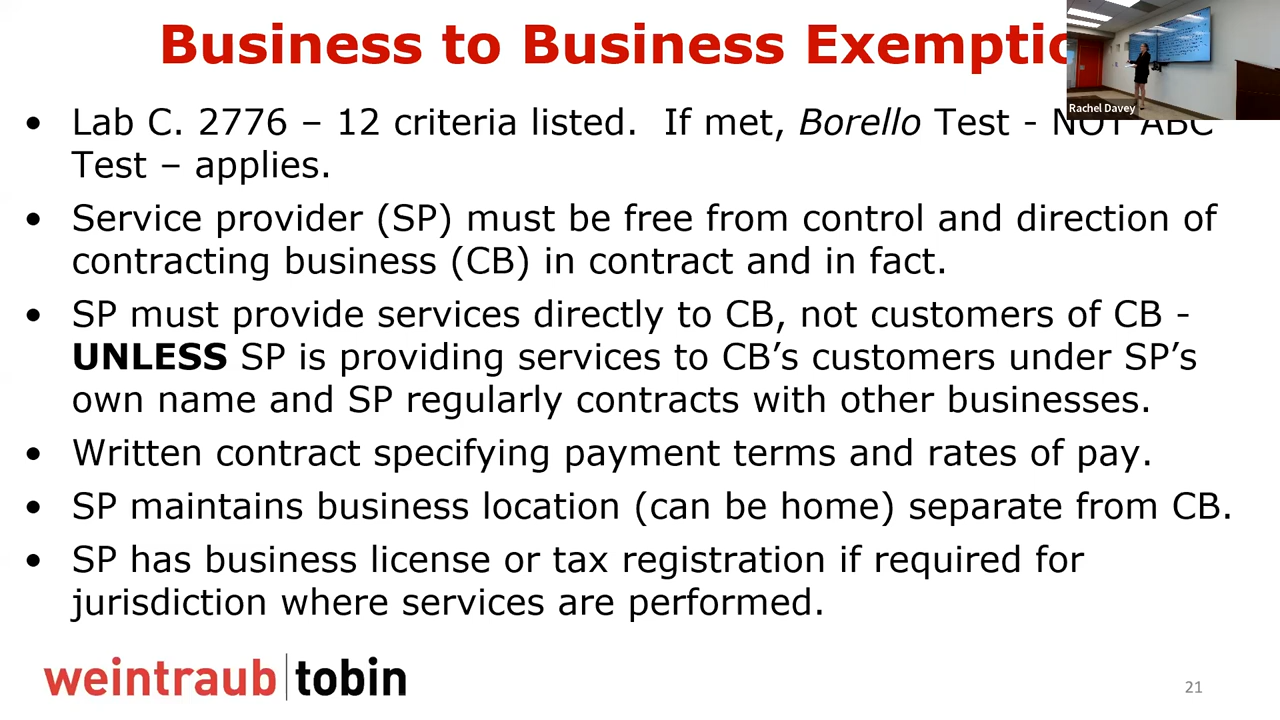 Business to Business Exemptio
Rachel Davey
• Lab C. 2776 – 12 criteria listed. If met, Borello Test - NOT ABC
Test – applies.
• Service provider (SP) must be free from control and direction of
contracting business (CB) in contract and in fact.
• SP must provide services directly to CB, not customers of CB -
UNLESS SP is providing services to CB’s customers under SP’s
own name and SP regularly contracts with other businesses.
• Written contract specifying payment terms and rates of pay.
• SP maintains business location (can be home) separate from CB.
• SP has business license or tax registration if required for
jurisdiction where services are performed.
weintraub tobin
21